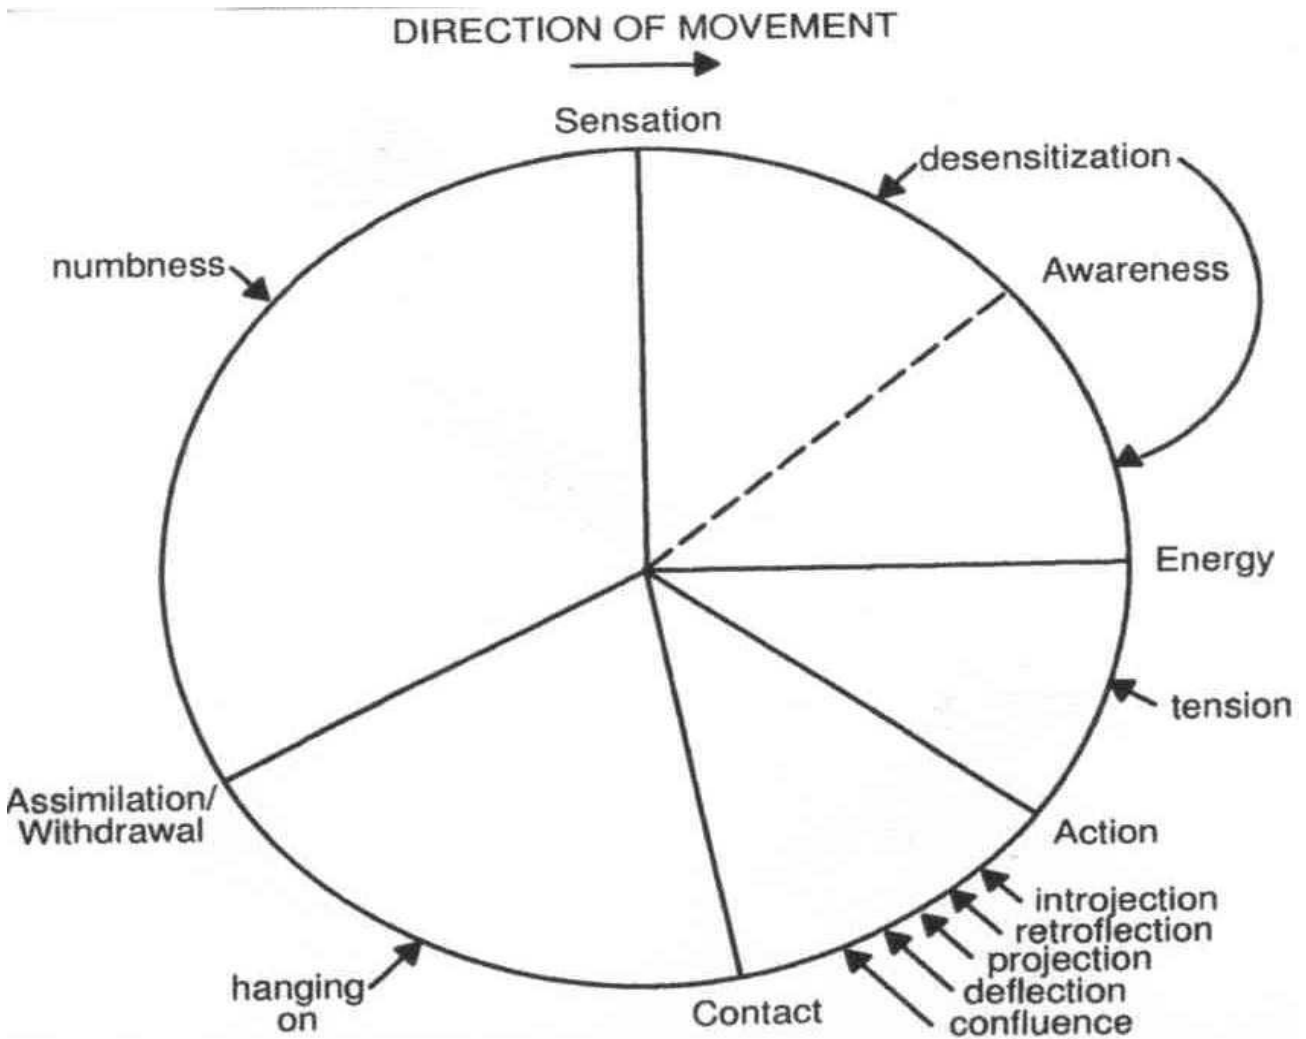 DIRECTION OF MOVEMENT
Sensation
desensitization
numbness
Awareness
Energy
tension
Assimilation/
Withdrawal
Action
introjection
retroflection
projection
deflection
confluence
hanging
on
Contact